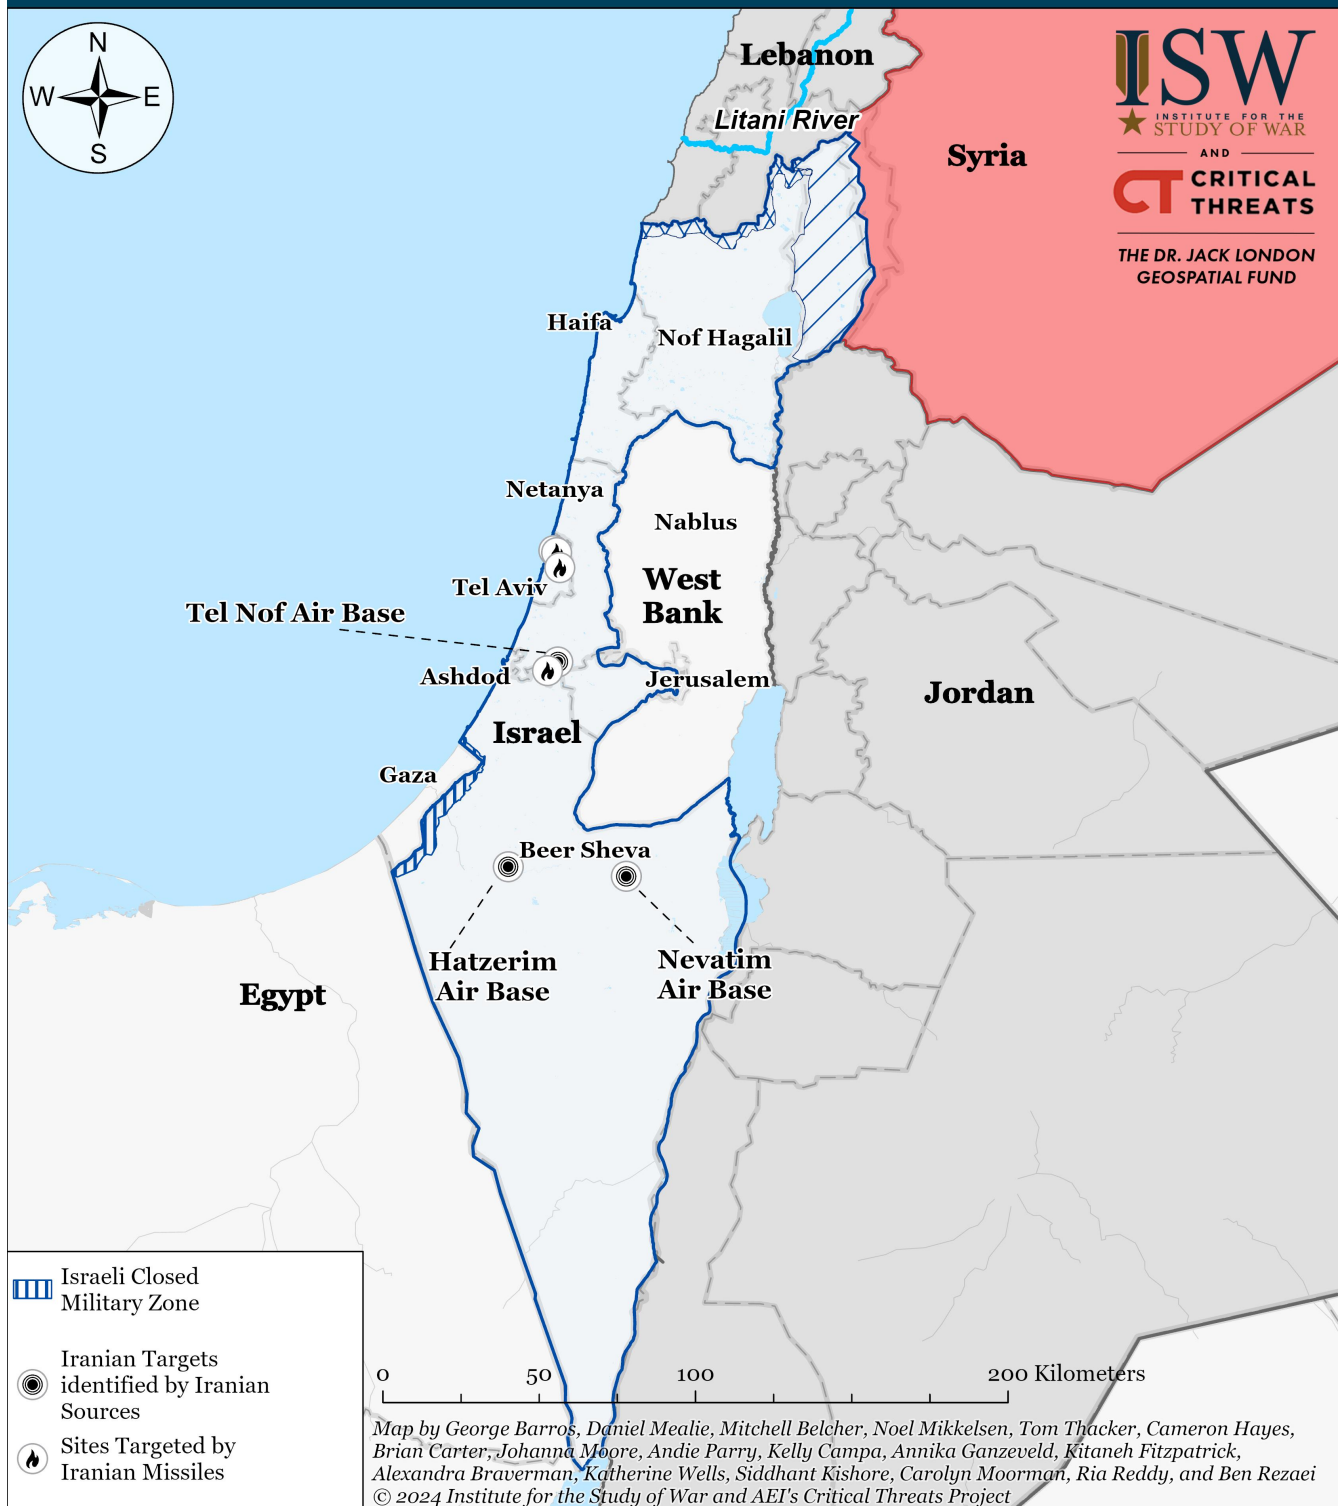 N
W
E
S
Lebanon
Litani River
Syria
ISW
INSTITUTE FOR THE
STUDY OF WAR
AND
CT CRITICAL
THREATS
THE DR. JACK LONDON
GEOSPATIAL FUND
Haifa
Nof Hagalil
Netanya
Nablus
West
Bank
Tel Aviv
Tel Nof Air Base
Ashdod
Jerusalem
Jordan
Israel
Gaza
Beer Sheva
Hatzerim
Air Base
Nevatim
Air Base
Egypt
Israeli Closed
Military Zone
Iranian Targets
identified by Iranian
Sources
Sites Targeted by
Iranian Missiles
0 50 100 200 Kilometers
Map by George Barros, Daniel Mealie, Mitchell Belcher, Noel Mikkelsen, Tom Thacker, Cameron Hayes,
Brian Carter, Johanna Moore, Andie Parry, Kelly Campa, Annika Ganzeveld, Kitaneh Fitzpatrick,
Alexandra Braverman, Katherine Wells, Siddhant Kishore, Carolyn Moorman, Ria Reddy, and Ben Rezaei
© 2024 Institute for the Study of War and AEI's Critical Threats Project